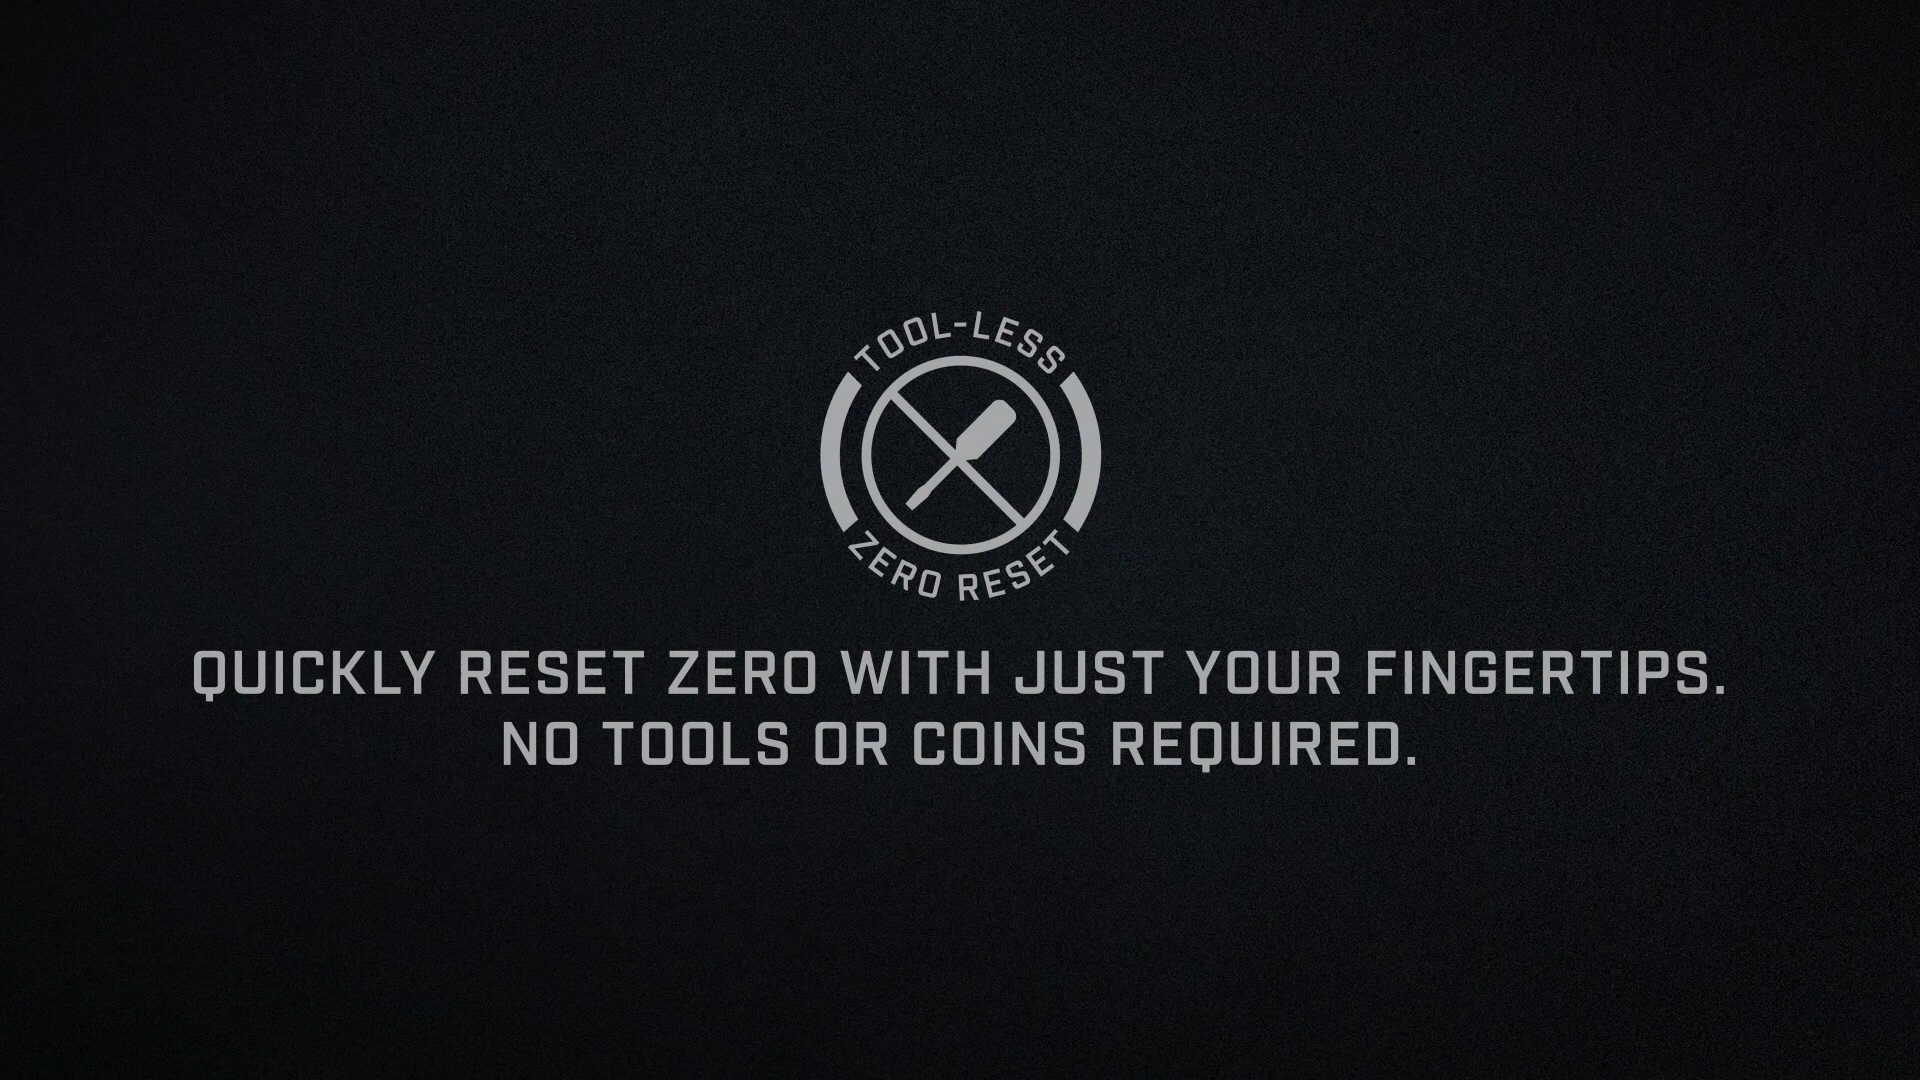 TOOL-LESS
ZERO RESET
QUICKLY RESET ZERO WITH JUST YOUR FINGERTIPS.
NO TOOLS OR COINS REQUIRED.